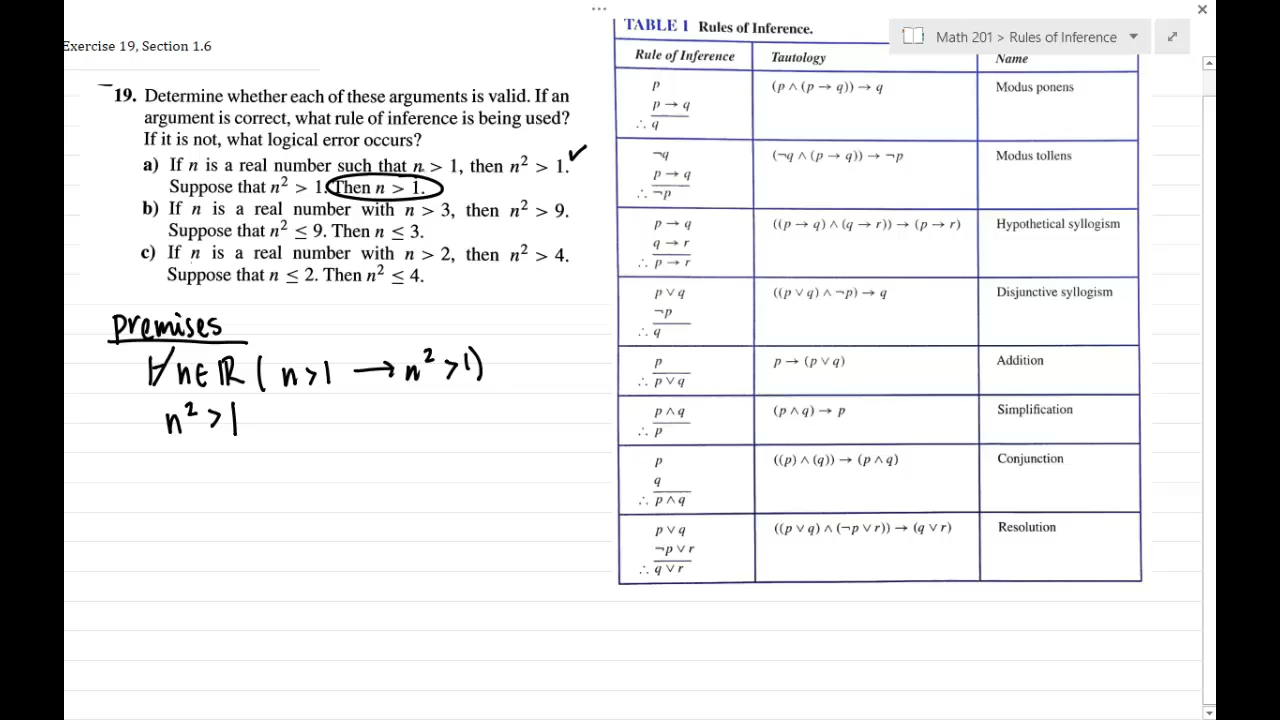 Exercise 19, Section 1.6
19. Determine whether each of these arguments is valid. If an
argument is correct, what rule of inference is being used?
If it is not, what logical error occurs?
a) If n is a real number such that n > 1, then n² > 1.
Suppose that n² > 1. Then n > 1.
b) If n is a real number with n > 3, then n² > 9.
Suppose that n² ≤ 9. Then n ≤ 3.
c) If n is a real number with n > 2, then n² > 4.
Suppose that n ≤ 2. Then n² ≤ 4.
premises
∀n∈ℝ (n>1 → n²>1)
n²>1
Math 201 > Rules of Inference
TABLE 1 Rules of Inference.
Rule of Inference Tautology Name
p
p → q
∴ q
(p ∧ (p → q)) → q
Modus ponens
¬q
p → q
∴ ¬p
(¬q ∧ (p → q)) → ¬p
Modus tollens
p → q
q → r
∴ p → r
((p → q) ∧ (q → r)) → (p → r)
Hypothetical syllogism
p ∨ q
¬p
∴ q
((p ∨ q) ∧ ¬p) → q
Disjunctive syllogism
p
∴ p ∨ q
p → (p ∨ q)
Addition
p ∧ q
∴ p
(p ∧ q) → p
Simplification
p
q
∴ p ∧ q
((p) ∧ (q)) → (p ∧ q)
Conjunction
p ∨ q
¬p ∨ r
∴ q ∨ r
((p ∨ q) ∧ (¬p ∨ r)) → (q ∨ r)
Resolution